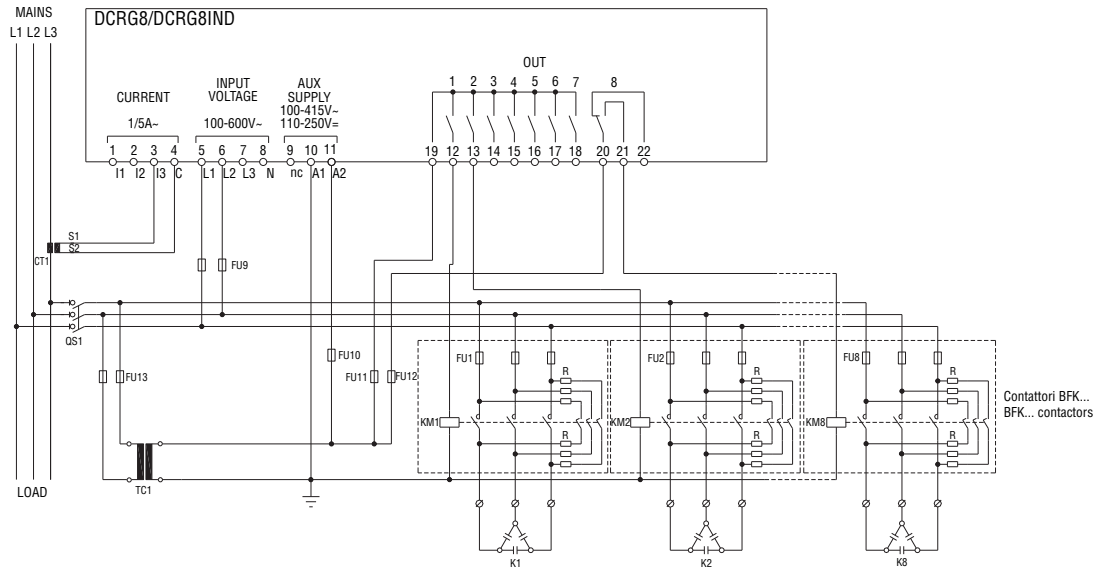 MAINS
L1 L2 L3
DCRG8/DCRG8IND
CURRENT
1/5A~
INPUT
VOLTAGE
100-600V~
AUX
SUPPLY
100-415V~
110-250V=
OUT
1 2 3 4 5 6 7 8
1 2 3 4 5 6 7 8 9 10 11 19 12 13 14 15 16 17 18 20 21 22
I1 I2 I3 C L1 L2 L3 N nc A1 A2
S1
S2
CT1
FU9
QS1
FU13
FU10
FU11
FU12
FU1
R
FU2
R
FU8
R
KM1
KM2
KM8
R
R
R
Contattori BFK...
BFK... contactors
TC1
LOAD
K1
K2
K8